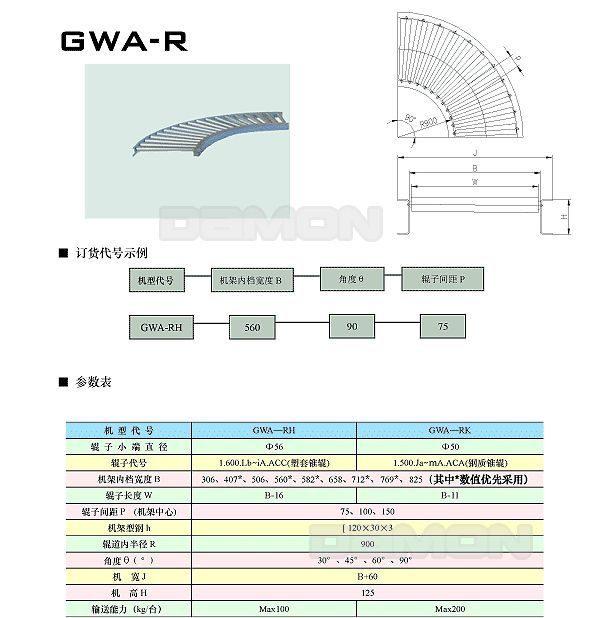 GWA-R
P
90°
R900
J
B
W
H
DAMON
■ 订货代号示例
机型代号 机架内档宽度 B 角度 θ 辊子间距 P
GWA-RH 560 90 75
■ 参数表
机 型 代 号 GWA—RH GWA—RK
辊 子 小 端 直 径 Φ56 Φ50
辊子代号 1.600.Lb~iA.ACC(塑套锥辊) 1.500.Ja~mA.ACA(钢质锥辊)
机架内档宽度 B 306、407*、506、560*、582*、658、712*、769*、825（其中*数值优先采用）
辊子长度 W B-16 B-11
辊子间距 P（机架中心） 75、100、150
机架型钢 h [ 120×30×3
辊道内半径 R 900
角度 θ ( ° ) 30°、45°、60°、90°
机 宽 J B+60
机 高 H 125
输送能力（kg/台） Max100 Max200
DAMON